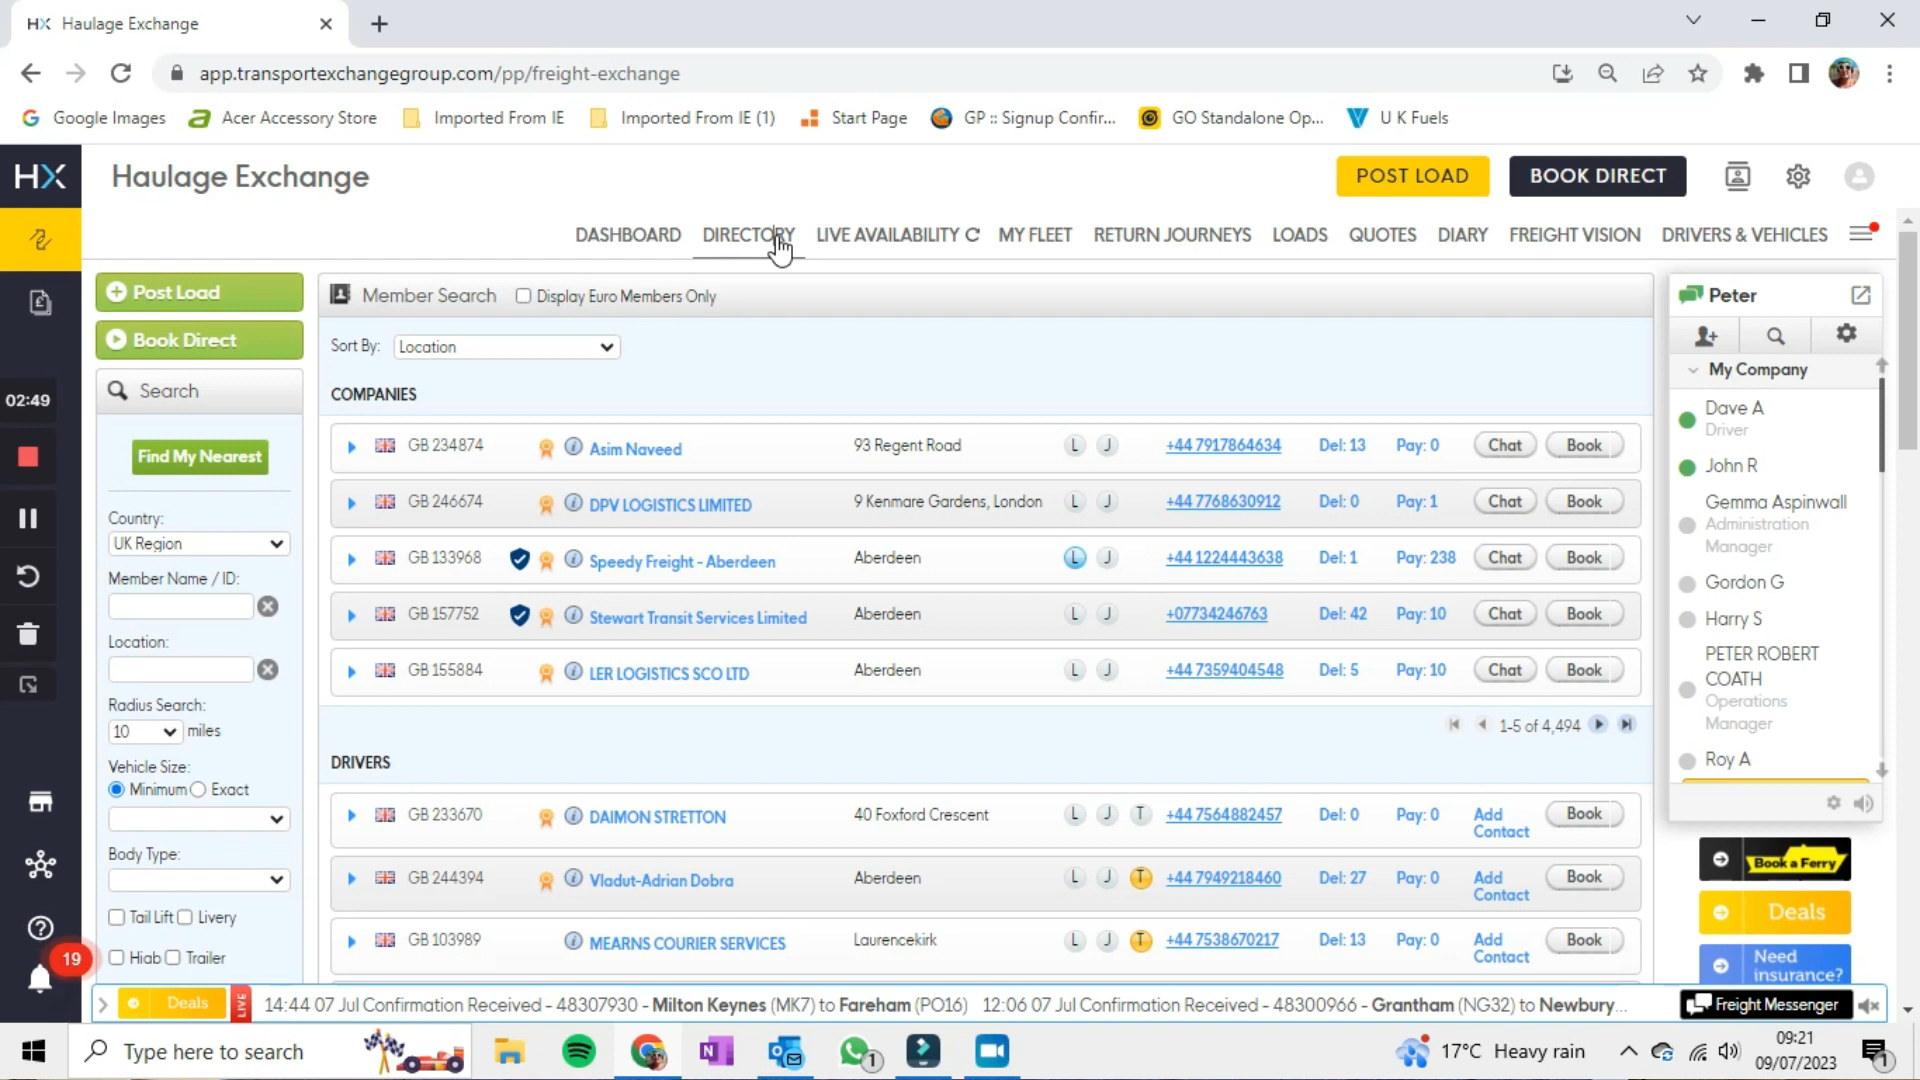 HX Haulage Exchange
app.transportexchangegroup.com/pp/freight-exchange
Google Images
Acer Accessory Store
Imported From IE
Imported From IE (1)
Start Page
GP :: Signup Confir...
GO Standalone Op...
U K Fuels
HX
Haulage Exchange
POST LOAD
BOOK DIRECT
DASHBOARD
DIRECTORY
LIVE AVAILABILITY
MY FLEET
RETURN JOURNEYS
LOADS
QUOTES
DIARY
FREIGHT VISION
DRIVERS & VEHICLES
02:49
19
Post Load
Book Direct
Search
Find My Nearest
Country:
UK Region
Member Name / ID:
Location:
Radius Search:
10 miles
Vehicle Size:
Minimum Exact
Body Type:
Tail Lift Livery
Hiab Trailer
Member Search Display Euro Members Only
Sort By: Location
COMPANIES
GB 234874 Asim Naveed 93 Regent Road L J +44 7917864634 Del: 13 Pay: 0 Chat Book
GB 246674 DPV LOGISTICS LIMITED 9 Kenmare Gardens, London L J +44 7768630912 Del: 0 Pay: 1 Chat Book
GB 133968 Speedy Freight - Aberdeen Aberdeen L J +44 1224443638 Del: 1 Pay: 238 Chat Book
GB 157752 Stewart Transit Services Limited Aberdeen L J +07734246763 Del: 42 Pay: 10 Chat Book
GB 155884 LER LOGISTICS SCO LTD Aberdeen L J +44 7359404548 Del: 5 Pay: 10 Chat Book
1-5 of 4,494
DRIVERS
GB 233670 DAIMON STRETTON 40 Foxford Crescent L J T +44 7564882457 Del: 0 Pay: 0 Add Contact Book
GB 244394 Vladut-Adrian Dobra Aberdeen L J T +44 7949218460 Del: 27 Pay: 0 Add Contact Book
GB 103989 MEARNS COURIER SERVICES Laurencekirk L J T +44 7538670217 Del: 13 Pay: 0 Add Contact Book
Peter
My Company
Dave A
Driver
John R
Gemma Aspinwall
Administration
Manager
Gordon G
Harry S
PETER ROBERT
COATH
Operations
Manager
Roy A
Book a Ferry
Deals
Need
insurance?
Deals
LIVE
14:44 07 Jul Confirmation Received - 48307930 - Milton Keynes (MK7) to Fareham (PO16) 12:06 07 Jul Confirmation Received - 48300966 - Grantham (NG32) to Newbury...
Freight Messenger
Type here to search
1
17°C Heavy rain
09:21
09/07/2023
1